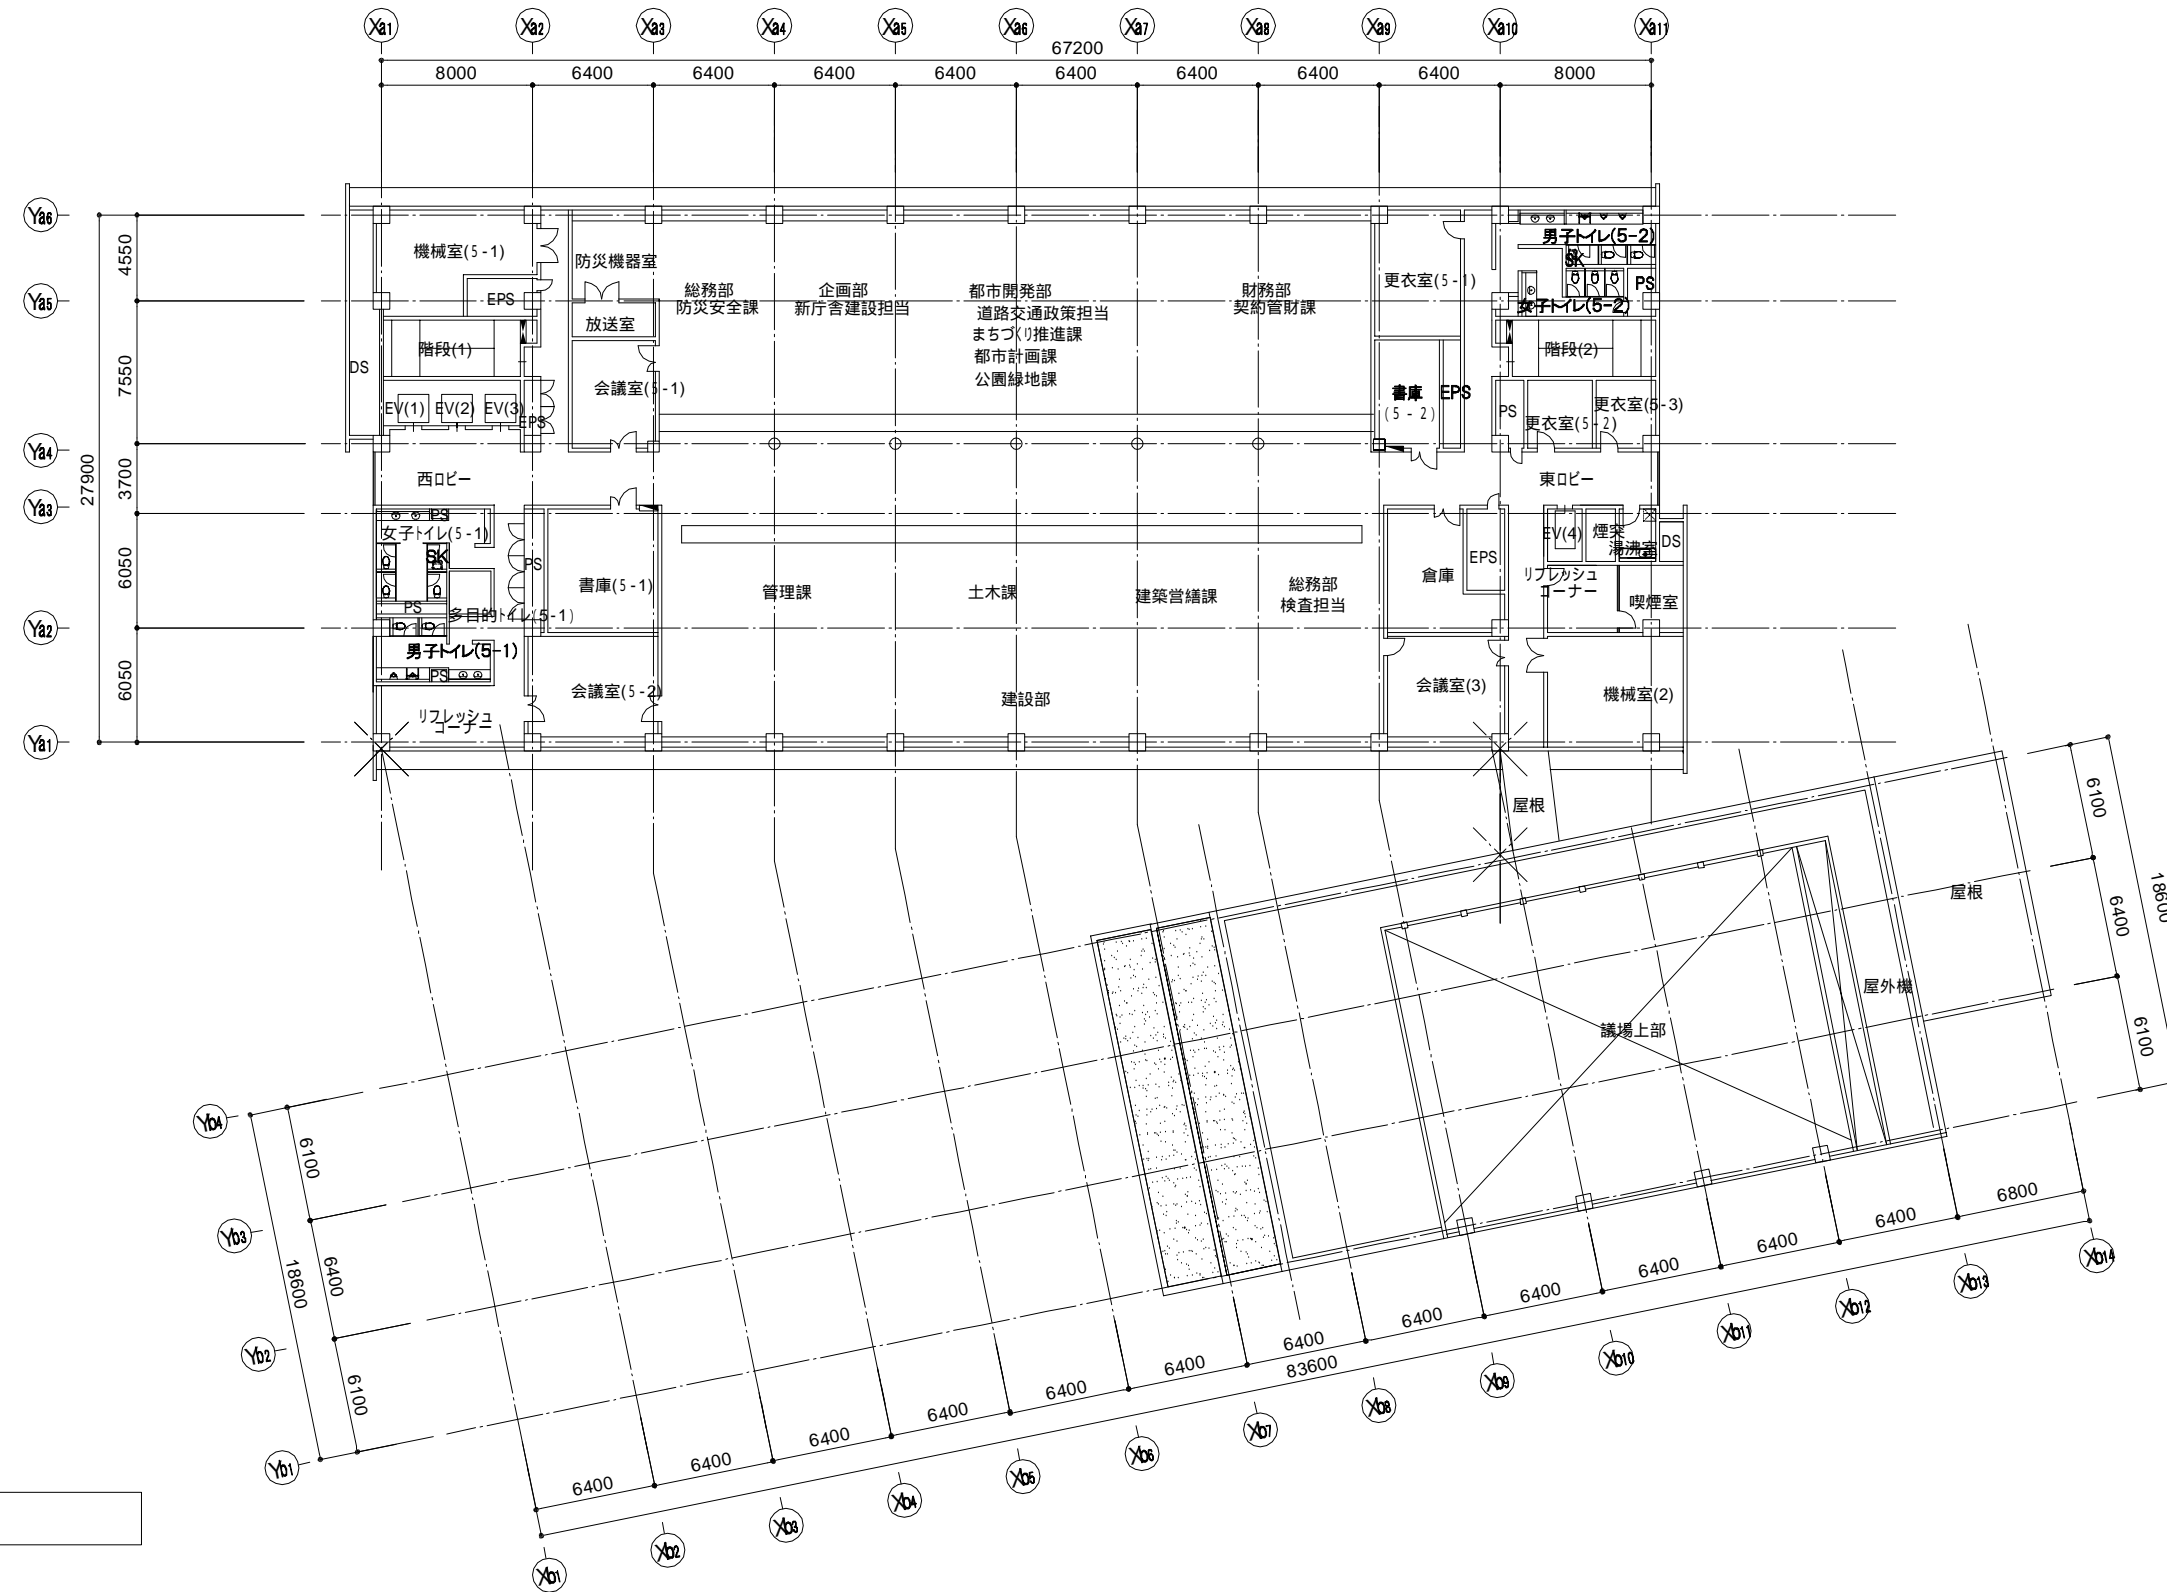 Xa1 Xa2 Xa3 Xa4 Xa5 Xa6 Xa7 Xa8 Xa9 Xa10 Xa11
67200
8000 6400 6400 6400 6400 6400 6400 6400 6400 8000
Ya6
Ya5
Ya4
Ya3
Ya2
Ya1
27900
4550
7550
3700
6050
6050
機械室(5-1)
EPS
階段(1)
DS
EV(1) EV(2) EV(3)
EPS
西ロビー
防災機器室
放送室
会議室(5-1)
総務部
防災安全課
企画部
新庁舎建設担当
都市開発部
道路交通政策担当
まちづくり推進課
都市計画課
公園緑地課
財務部
契約管財課
更衣室(5-1)
書庫
(5-2)
EPS
男子トイレ(5-2)
SK
PS
女子トイレ(5-2)
階段(2)
PS
更衣室(5-2)
更衣室(5-3)
東ロビー
PS
女子トイレ(5-1)
SK
PS
多目的トイレ(5-1)
男子トイレ(5-1)
PS
リフレッシュ
コーナー
PS
書庫(5-1)
会議室(5-2)
管理課
土木課
建築営繕課
総務部
検査担当
建設部
倉庫
EPS
会議室(3)
EV(4)
煙突
湯沸室
DS
リフレッシュ
コーナー
喫煙室
機械室(2)
屋根
屋根
屋外機
議場上部
6100
6400
6100
18600
Yb4
Yb3
Yb2
Yb1
6100
6400
6100
18600
6400 6400 6400 6400 6400 6400 6400 6400 6400 6400 6400 6400 6800
83600
Xb1 Xb2 Xb3 Xb4 Xb5 Xb6 Xb7 Xb8 Xb9 Xb10 Xb11 Xb12 Xb13 Xb14